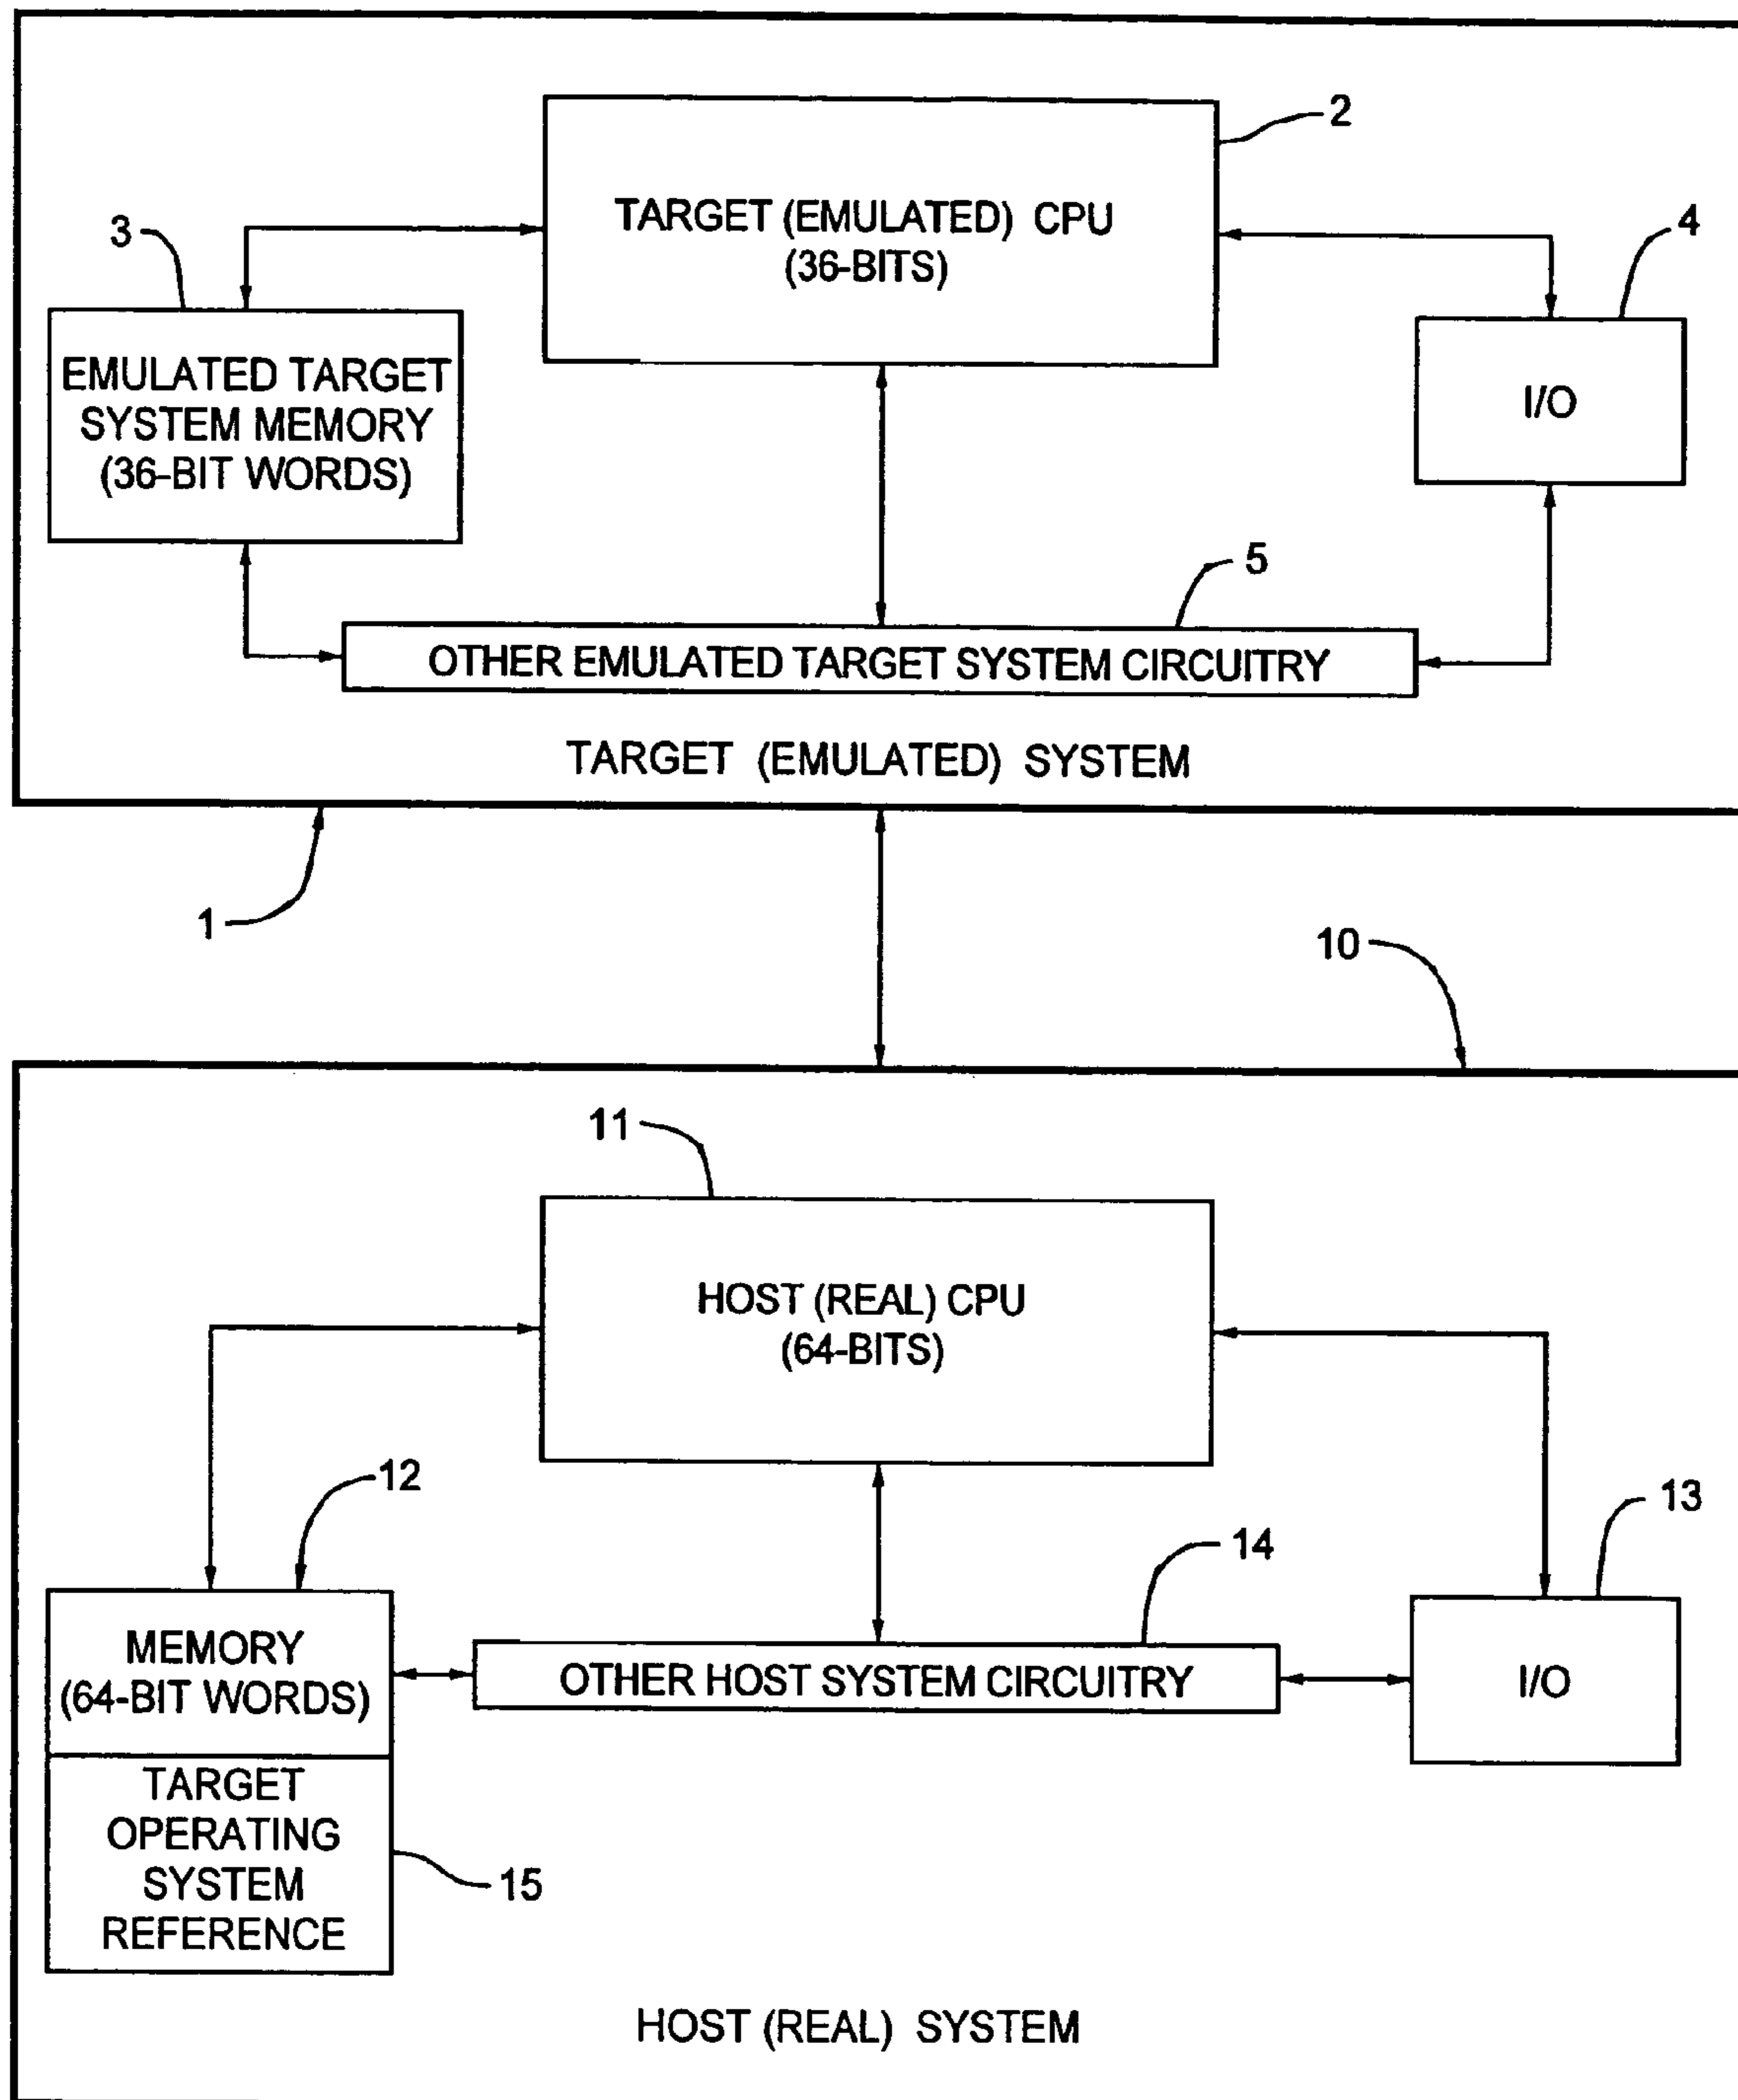 2
TARGET (EMULATED) CPU
(36-BITS)
3
4
EMULATED TARGET
SYSTEM MEMORY
(36-BIT WORDS)
I/O
5
OTHER EMULATED TARGET SYSTEM CIRCUITRY
TARGET (EMULATED) SYSTEM
1
10
11
HOST (REAL) CPU
(64-BITS)
12
13
14
MEMORY
(64-BIT WORDS)
OTHER HOST SYSTEM CIRCUITRY
I/O
TARGET
OPERATING
SYSTEM
REFERENCE
15
HOST (REAL) SYSTEM